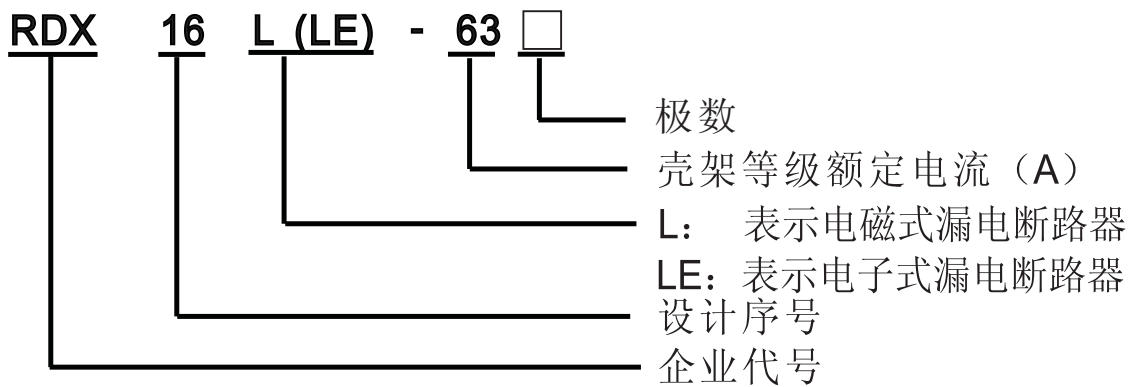 RDX 16 L (LE) - 63 □
极数
壳架等级额定电流（A）
L： 表示电磁式漏电断路器
LE：表示电子式漏电断路器
设计序号
企业代号